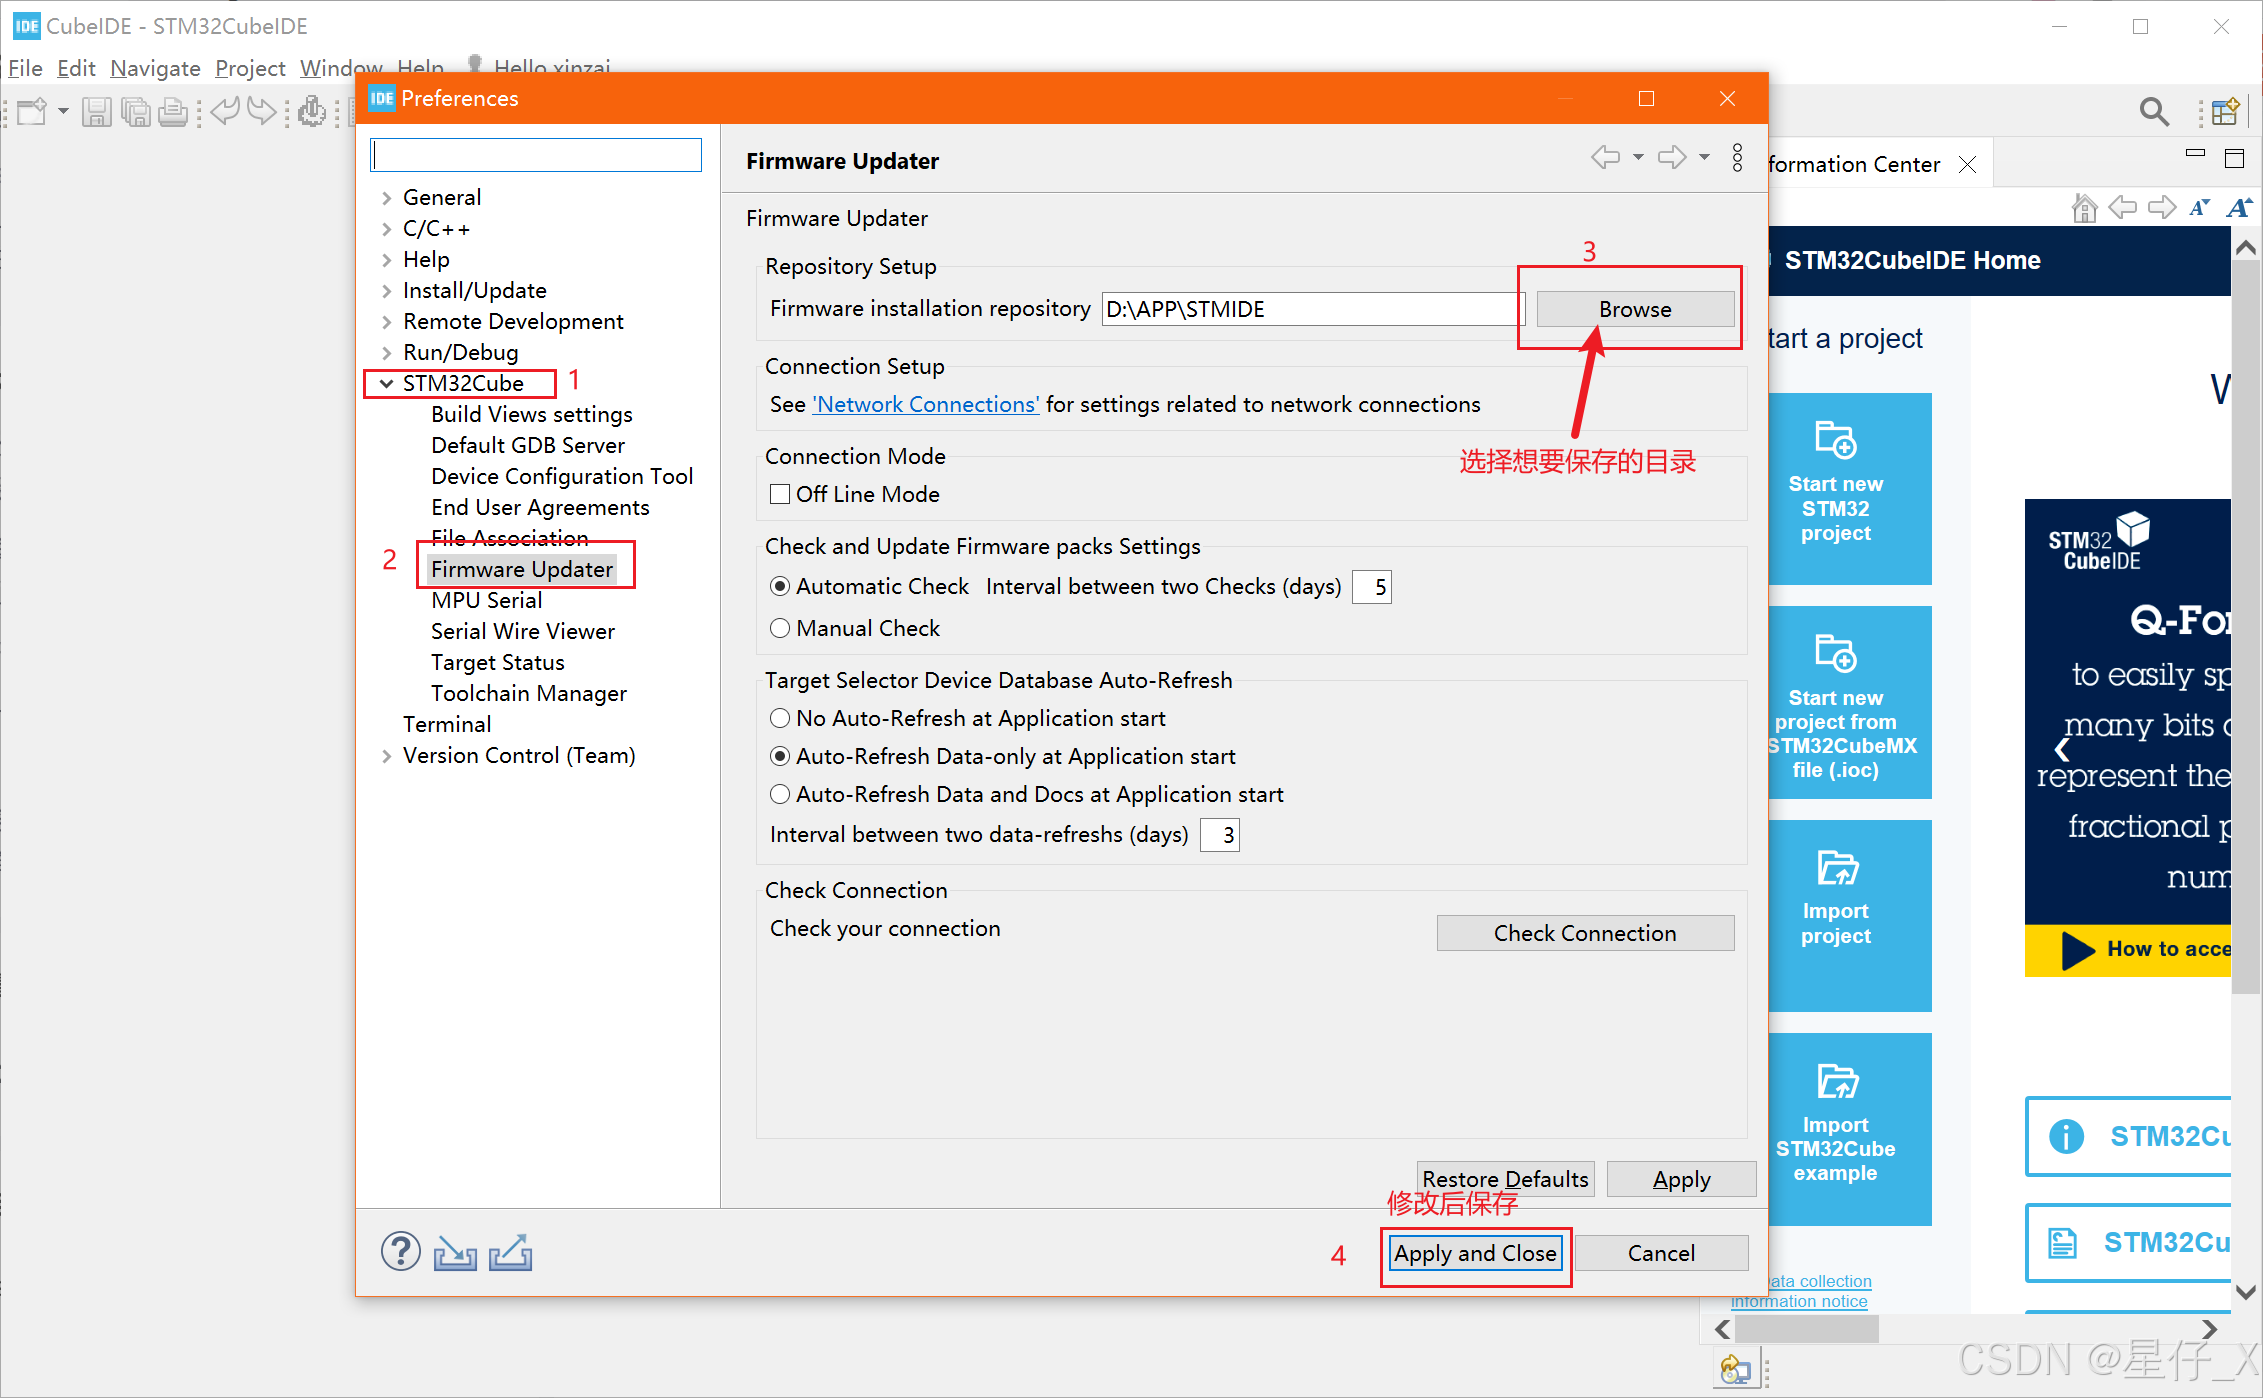 IDE CubeIDE - STM32CubeIDE
File Edit Navigate Project Window Help Hello xinzai
IDE Preferences
General
C/C++
Help
Install/Update
Remote Development
Run/Debug
STM32Cube 1
Build Views settings
Default GDB Server
Device Configuration Tool
End User Agreements
File Association
2 Firmware Updater
MPU Serial
Serial Wire Viewer
Target Status
Toolchain Manager
Terminal
Version Control (Team)
Firmware Updater
Firmware Updater
Repository Setup
3
Firmware installation repository D:\APP\STMIDE Browse
Connection Setup
See 'Network Connections' for settings related to network connections
选择想要保存的目录
Connection Mode
Off Line Mode
Check and Update Firmware packs Settings
Automatic Check Interval between two Checks (days) 5
Manual Check
Target Selector Device Database Auto-Refresh
No Auto-Refresh at Application start
Auto-Refresh Data-only at Application start
Auto-Refresh Data and Docs at Application start
Interval between two data-refreshs (days) 3
Check Connection
Check your connection Check Connection
Restore Defaults Apply
修改后保存
4 Apply and Close Cancel
formation Center
STM32CubeIDE Home
tart a project
W
Start new
STM32
project
Start new
project from
STM32CubeMX
file (.ioc)
Import
project
Import
STM32Cube
example
ata collection
information notice
STM32
CubeIDE
Q-For
to easily sp
many bits o
represent the
fractional p
num
How to acce
STM32Cu
STM32Cu
CSDN @星仔_X